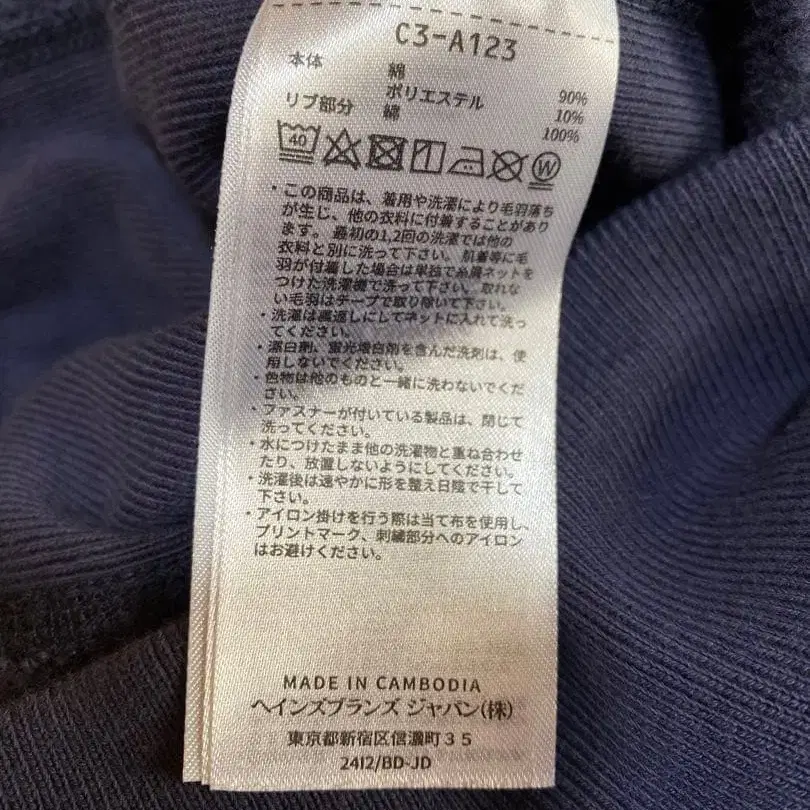 C3-A123
本体 綿 90%
ポリエステル 10%
リブ部分 綿 100%
40
W
・この商品は、着用や洗濯により毛羽落ち
が生じ、他の衣料に付着することがあり
ます。最初の1,2回の洗濯では他の
衣料と別に洗って下さい。肌着等に毛
羽が付着した場合は単独で糸屑ネットを
つけた洗濯機で洗って下さい。取れな
い毛羽はテープで取り除いて下さい。
・洗濯は裏返しにしてネットに入れて洗っ
てください。
・漂白剤、蛍光増白剤を含んだ洗剤は、使
用しないでください。
・色物は他のものと一緒に洗わないでくだ
さい。
・ファスナーが付いている製品は、閉じて
洗ってください。
・水につけたまま他の洗濯物と重ね合わせ
たり、放置しないようにしてください。
・洗濯後は速やかに形を整え日陰で干して
下さい。
・アイロン掛けを行う際は当て布を使用し、
プリントマーク、刺繍部分へのアイロン
はお避けください。
MADE IN CAMBODIA
ヘインズブランズ ジャパン(株)
東京都新宿区信濃町35
2412/BD-JD